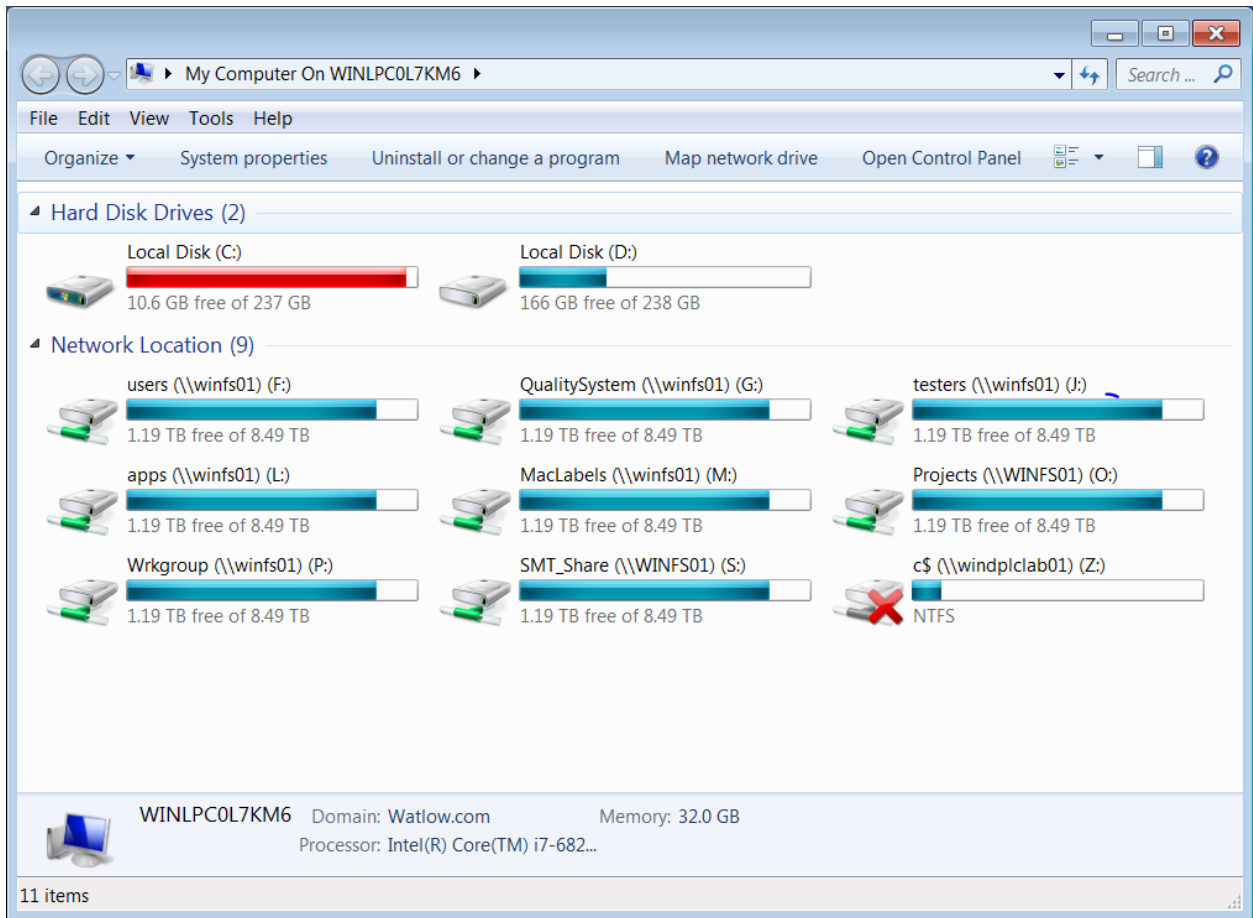 My Computer On WINLPC0L7KM6
Search ...
File Edit View Tools Help
Organize System properties Uninstall or change a program Map network drive Open Control Panel
Hard Disk Drives (2)
Local Disk (C:)
10.6 GB free of 237 GB
Local Disk (D:)
166 GB free of 238 GB
Network Location (9)
users (\\winfs01) (F:)
1.19 TB free of 8.49 TB
QualitySystem (\\winfs01) (G:)
1.19 TB free of 8.49 TB
testers (\\winfs01) (J:)
1.19 TB free of 8.49 TB
apps (\\winfs01) (L:)
1.19 TB free of 8.49 TB
MacLabels (\\winfs01) (M:)
1.19 TB free of 8.49 TB
Projects (\\WINFS01) (O:)
1.19 TB free of 8.49 TB
Wrkgroup (\\winfs01) (P:)
1.19 TB free of 8.49 TB
SMT_Share (\\WINFS01) (S:)
1.19 TB free of 8.49 TB
c$ (\\windplclab01) (Z:)
NTFS
WINLPC0L7KM6 Domain: Watlow.com Memory: 32.0 GB
Processor: Intel(R) Core(TM) i7-682...
11 items